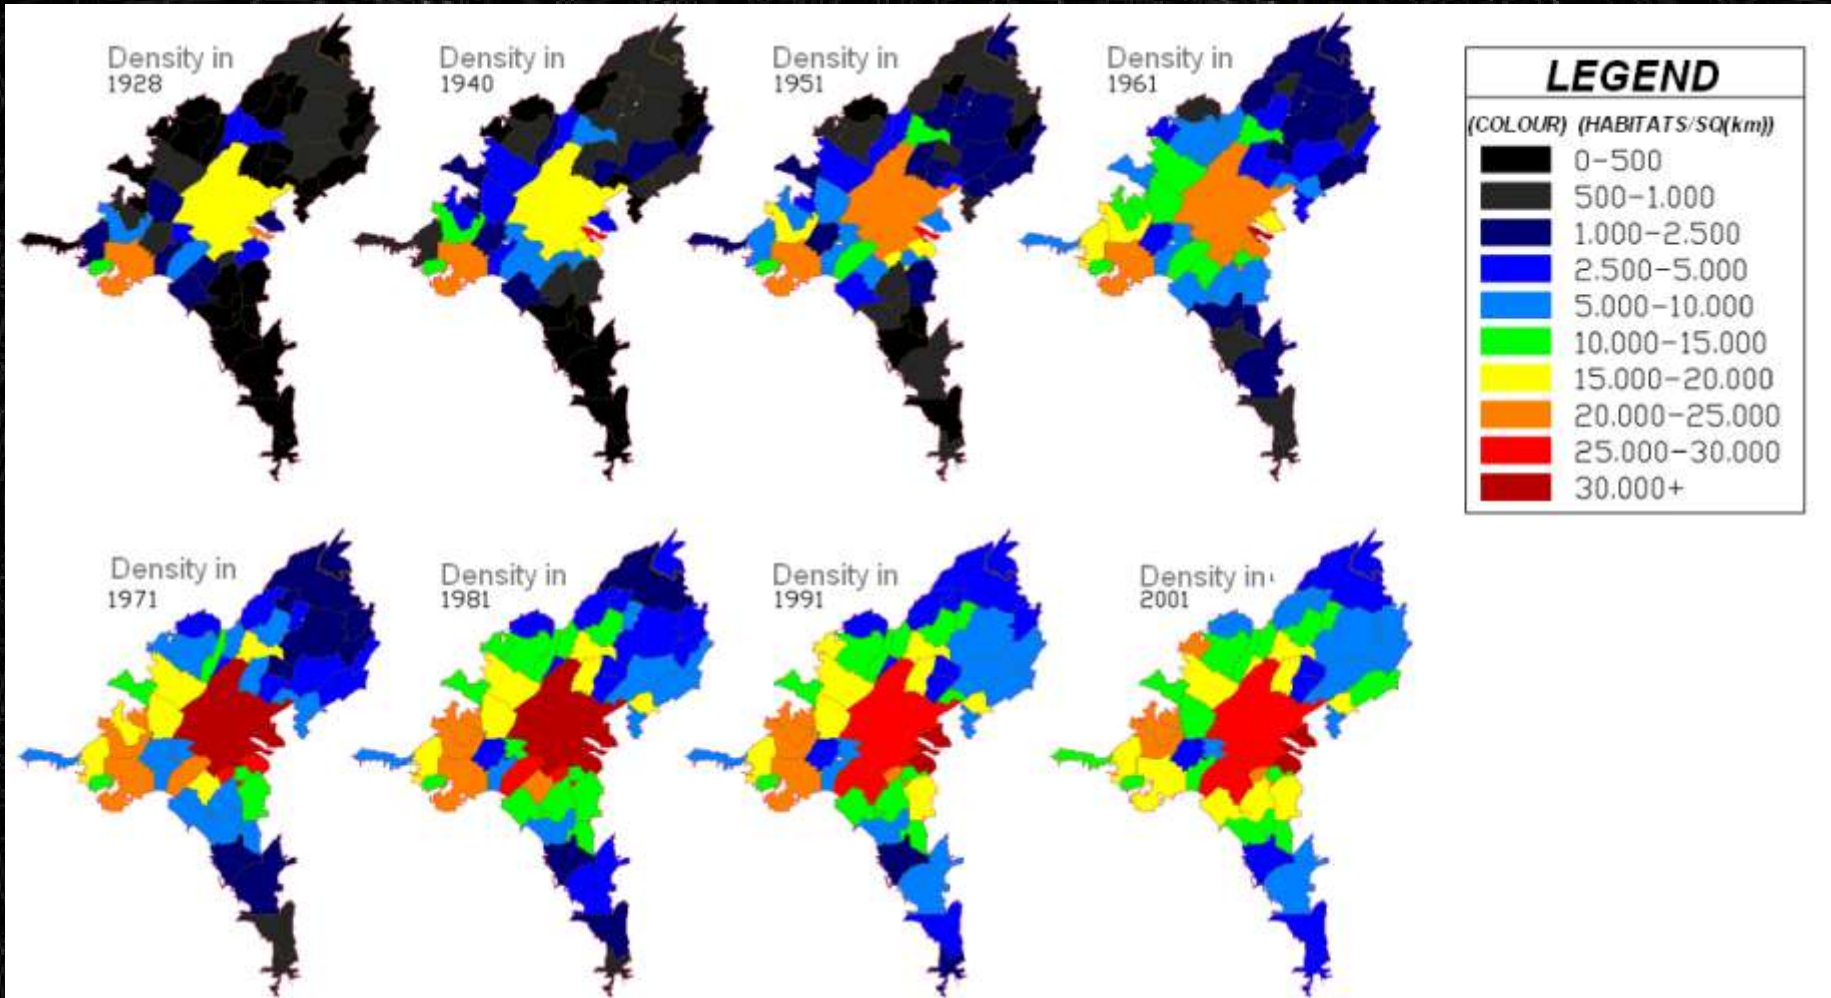 Density in
1928
Density in
1940
Density in
1951
Density in
1961
LEGEND
(COLOUR) (HABITATS/SQ(km))
0-500
500-1.000
1.000-2.500
2.500-5.000
5.000-10.000
10.000-15.000
15.000-20.000
20.000-25.000
25.000-30.000
30.000+
Density in
1971
Density in
1981
Density in
1991
Density in
2001